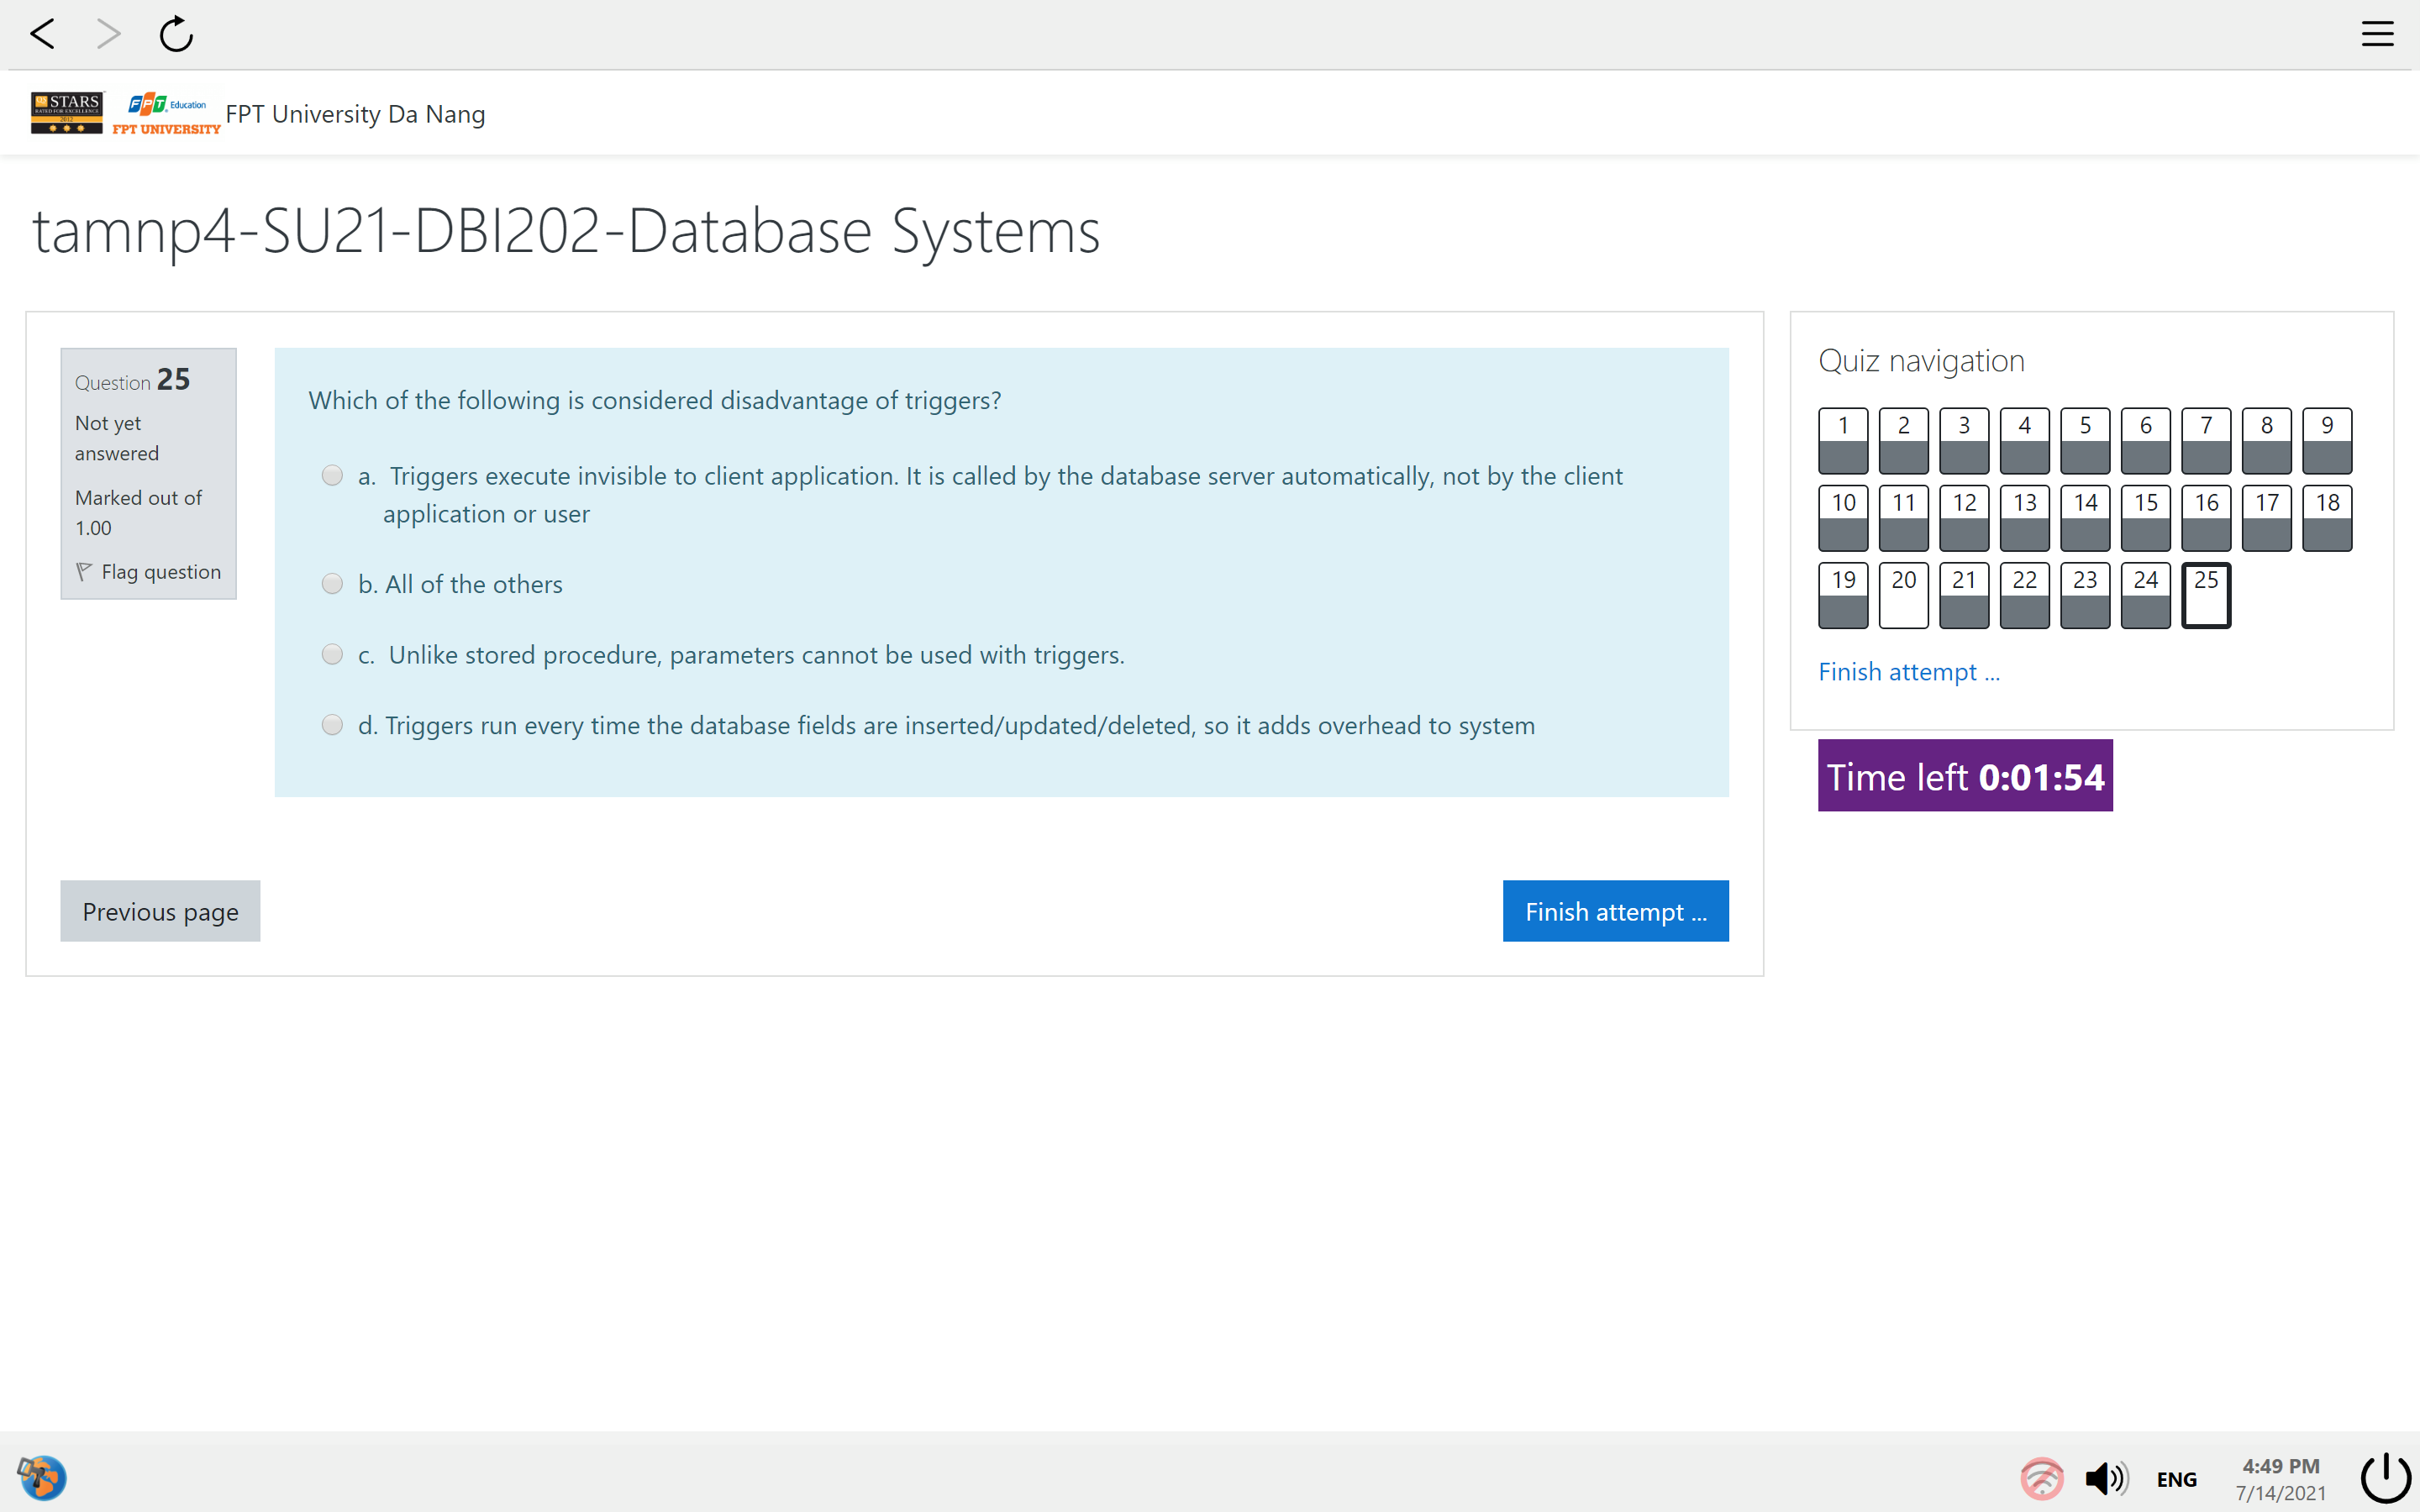 STARS
RATED FOR EXCELLENCE
2012
FPT Education
FPT UNIVERSITY
FPT University Da Nang
tamnp4-SU21-DBI202-Database Systems
Question 25
Not yet
answered
Marked out of
1.00
Flag question
Which of the following is considered disadvantage of triggers?
a. Triggers execute invisible to client application. It is called by the database server automatically, not by the client
application or user
b. All of the others
c. Unlike stored procedure, parameters cannot be used with triggers.
d. Triggers run every time the database fields are inserted/updated/deleted, so it adds overhead to system
Previous page
Finish attempt ...
Quiz navigation
1 2 3 4 5 6 7 8 9
10 11 12 13 14 15 16 17 18
19 20 21 22 23 24 25
Finish attempt ...
Time left 0:01:54
ENG
4:49 PM
7/14/2021